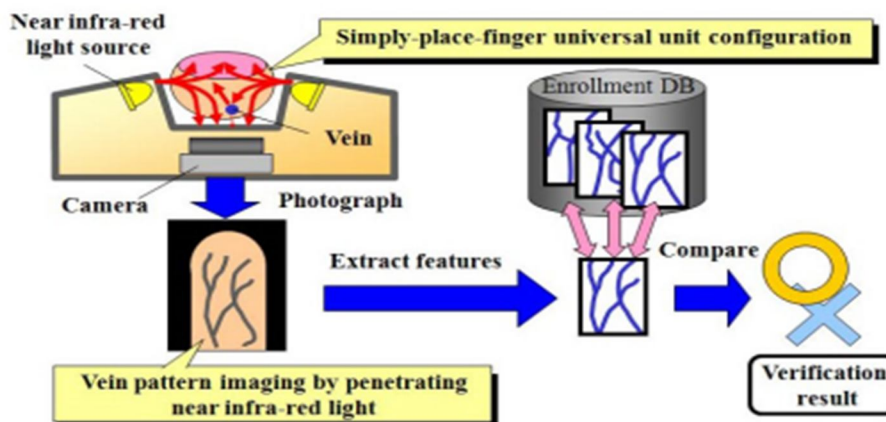 Near infra-red
light source
Simply-place-finger universal unit configuration
Enrollment DB
Vein
Camera
Photograph
Extract features
Compare
Vein pattern imaging by penetrating
near infra-red light
Verification
result